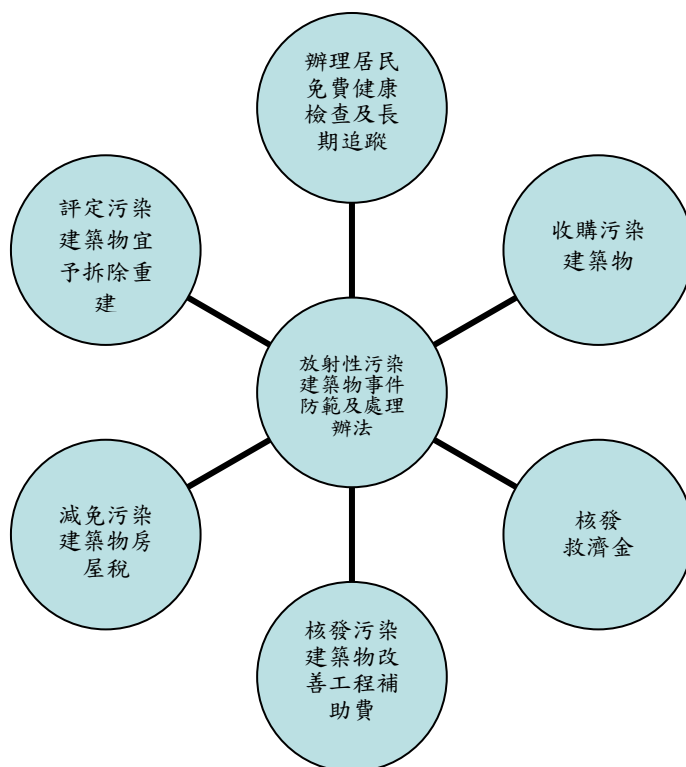 辦理居民
免費健康
檢查及長
期追蹤
評定污染
建築物宜
予拆除重
建
收購污染
建築物
放射性污染
建築物事件
防範及處理
辦法
減免污染
建築物房
屋稅
核發
救濟金
核發污染
建築物改
善工程補
助費